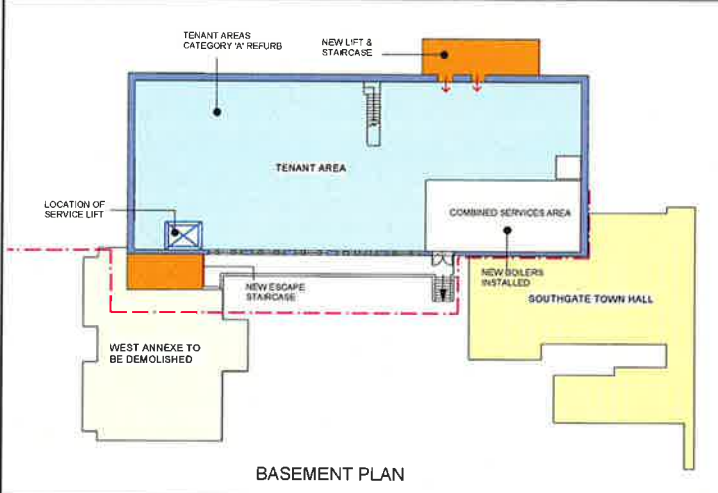 TENANT AREAS
CATEGORY 'A' REFURB
NEW LIFT &
STAIRCASE
TENANT AREA
LOCATION OF
SERVICE LIFT
COMBINED SERVICES AREA
NEW ESCAPE
STAIRCASE
NEW BOILERS
INSTALLED
SOUTHGATE TOWN HALL
WEST ANNEXE TO
BE DEMOLISHED
BASEMENT PLAN